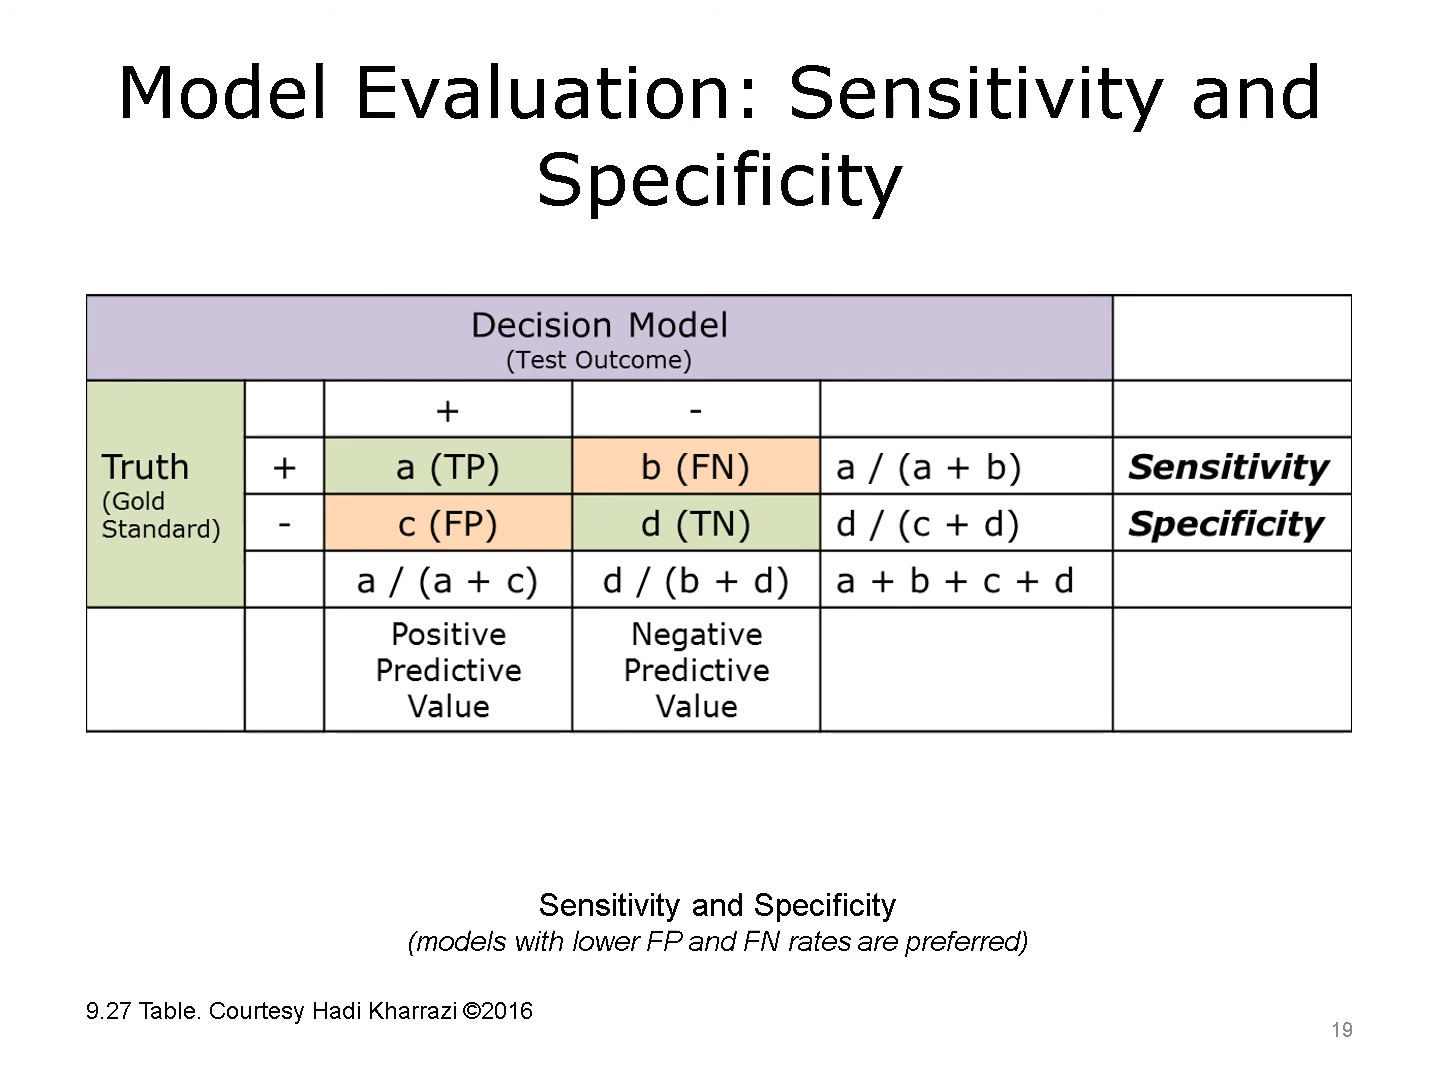 Model Evaluation: Sensitivity and
Specificity
Decision Model
(Test Outcome)
+ -
Truth
(Gold
Standard)
+ a (TP) b (FN) a / (a + b) Sensitivity
- c (FP) d (TN) d / (c + d) Specificity
a / (a + c) d / (b + d) a + b + c + d
Positive
Predictive
Value
Negative
Predictive
Value
Sensitivity and Specificity
(models with lower FP and FN rates are preferred)
9.27 Table. Courtesy Hadi Kharrazi ©2016
19